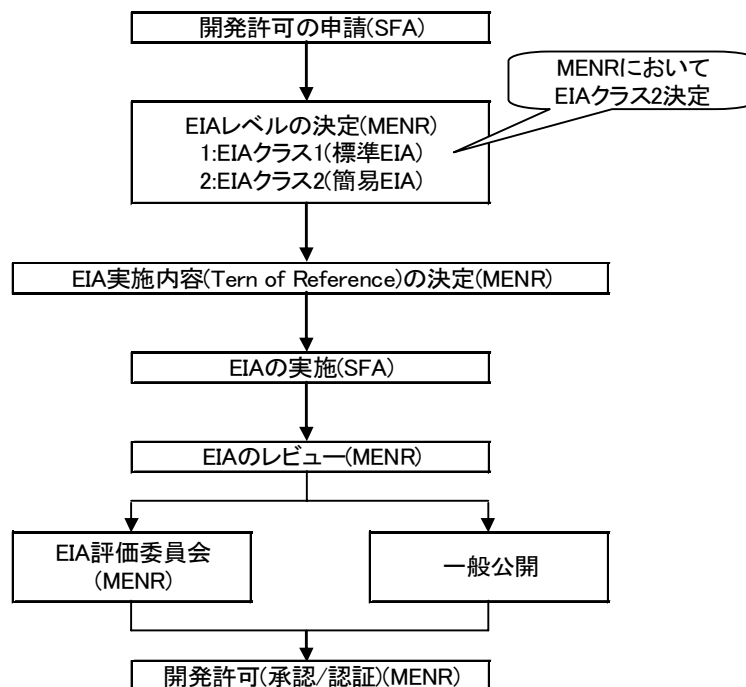 開発許可の申請(SFA)
MENRにおいて
EIAクラス2決定
EIAレベルの決定(MENR)
1:EIAクラス1(標準EIA)
2:EIAクラス2(簡易EIA)
EIA実施内容(Tern of Reference)の決定(MENR)
EIAの実施(SFA)
EIAのレビュー(MENR)
EIA評価委員会
(MENR)
一般公開
開発許可(承認/認証)(MENR)